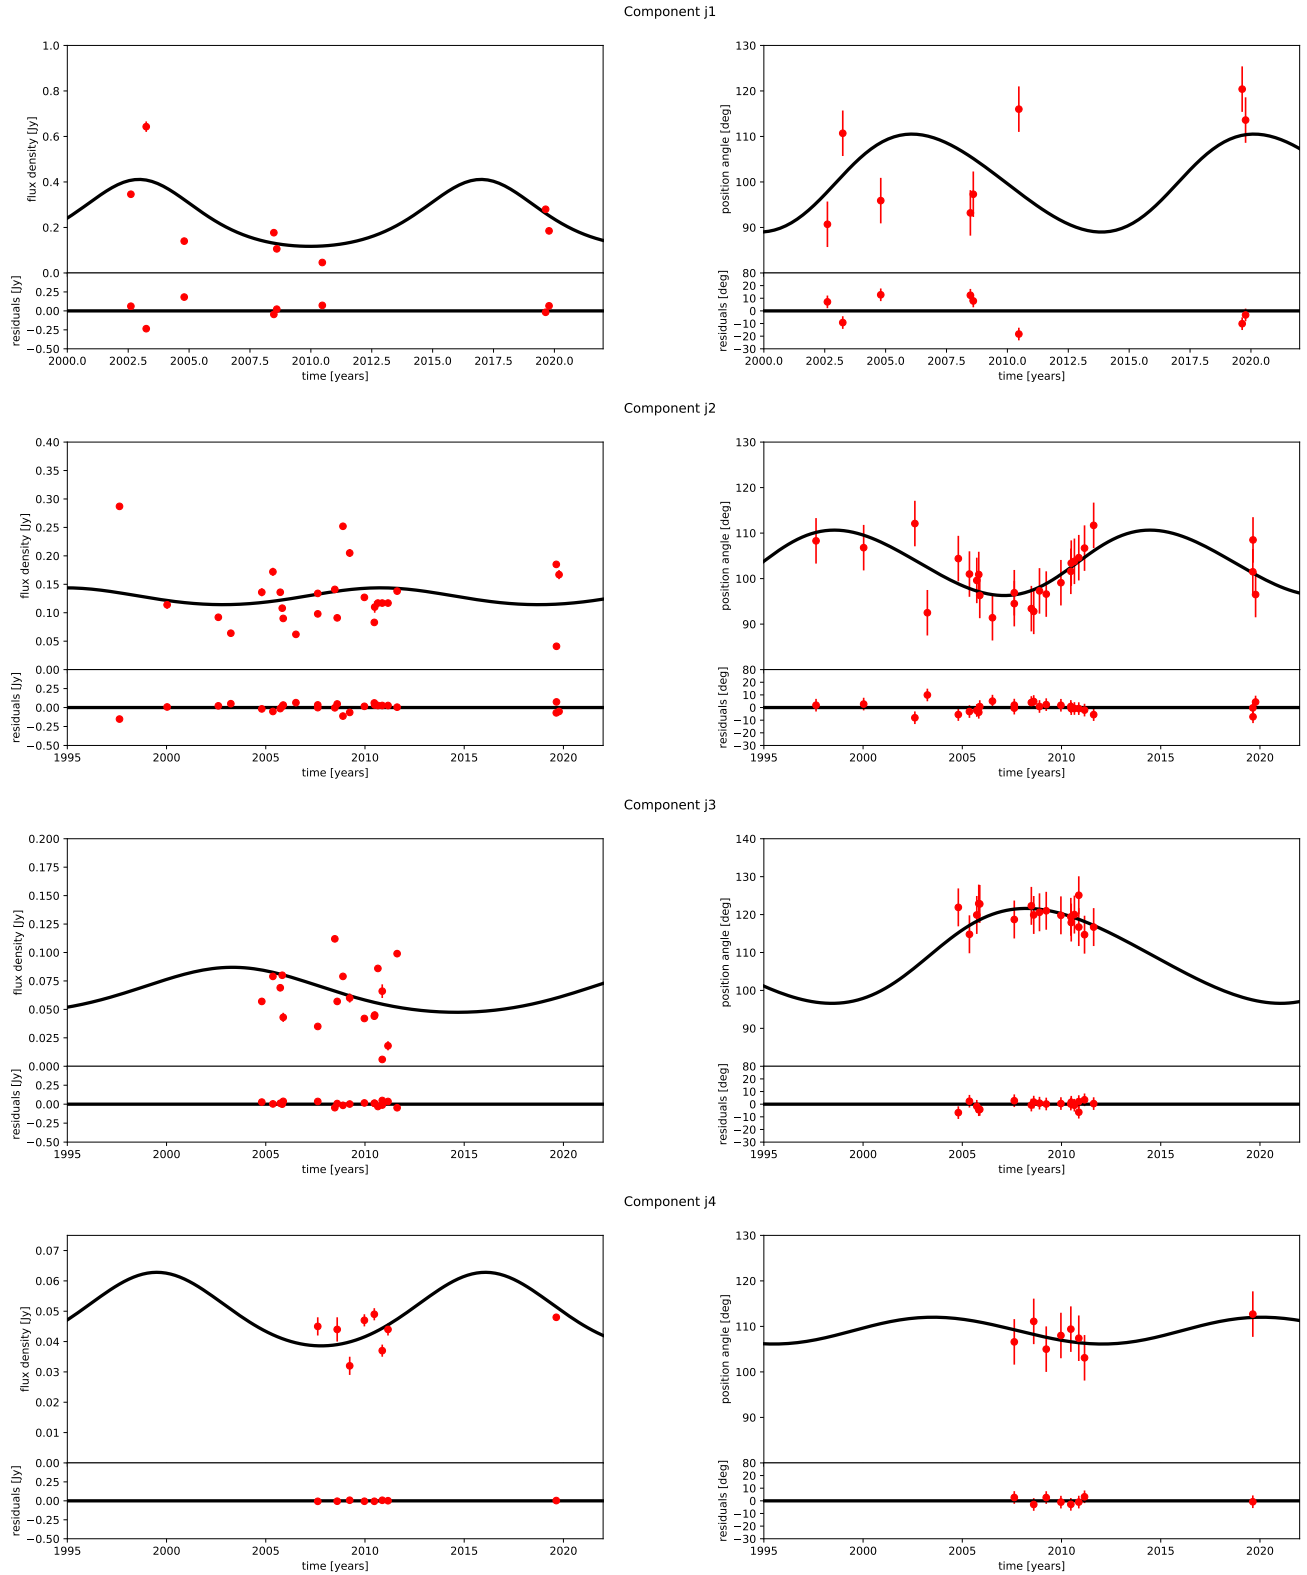 Component j1
1.0
0.8
0.6
0.4
0.2
0.0
flux density [Jy]
0.25
0.00
−0.25
−0.50
residuals [Jy]
2000.0 2002.5 2005.0 2007.5 2010.0 2012.5 2015.0 2017.5 2020.0
time [years]
130
120
110
100
90
80
position angle [deg]
20
10
0
−10
−20
−30
residuals [deg]
2000.0 2002.5 2005.0 2007.5 2010.0 2012.5 2015.0 2017.5 2020.0
time [years]
Component j2
0.40
0.35
0.30
0.25
0.20
0.15
0.10
0.05
0.00
flux density [Jy]
0.25
0.00
−0.25
−0.50
residuals [Jy]
1995 2000 2005 2010 2015 2020
time [years]
130
120
110
100
90
80
position angle [deg]
20
10
0
−10
−20
−30
residuals [deg]
1995 2000 2005 2010 2015 2020
time [years]
Component j3
0.200
0.175
0.150
0.125
0.100
0.075
0.050
0.025
0.000
flux density [Jy]
0.25
0.00
−0.25
−0.50
residuals [Jy]
1995 2000 2005 2010 2015 2020
time [years]
140
130
120
110
100
90
80
position angle [deg]
20
10
0
−10
−20
−30
residuals [deg]
1995 2000 2005 2010 2015 2020
time [years]
Component j4
0.07
0.06
0.05
0.04
0.03
0.02
0.01
0.00
flux density [Jy]
0.25
0.00
−0.25
−0.50
residuals [Jy]
1995 2000 2005 2010 2015 2020
time [years]
130
120
110
100
90
80
position angle [deg]
20
10
0
−10
−20
−30
residuals [deg]
1995 2000 2005 2010 2015 2020
time [years]